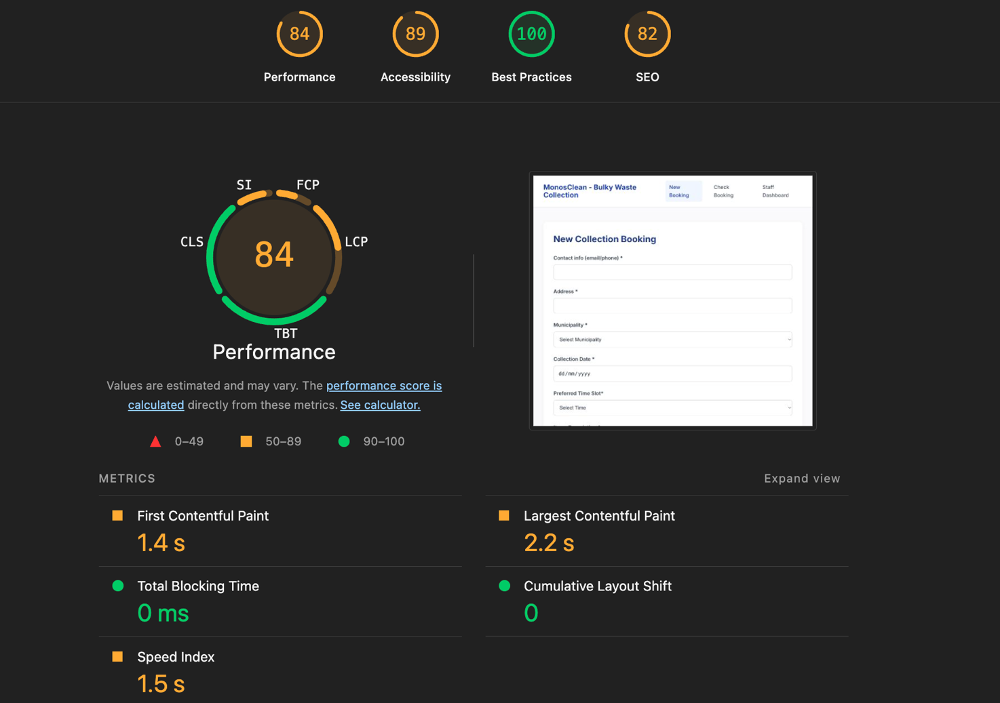 84
89
100
82
Performance
Accessibility
Best Practices
SEO
SI
FCP
CLS
LCP
84
TBT
Performance
Values are estimated and may vary. The performance score is
calculated directly from these metrics. See calculator.
0–49
50–89
90–100
MonosClean - Bulky Waste
Collection
New
Booking
Check
Booking
Staff
Dashboard
New Collection Booking
Contact info (email/phone) *
Address *
Municipality *
Select Municipality
Collection Date *
dd/mm/yyyy
Preferred Time Slot*
Select Time
METRICS
Expand view
First Contentful Paint
1.4 s
Largest Contentful Paint
2.2 s
Total Blocking Time
0 ms
Cumulative Layout Shift
0
Speed Index
1.5 s